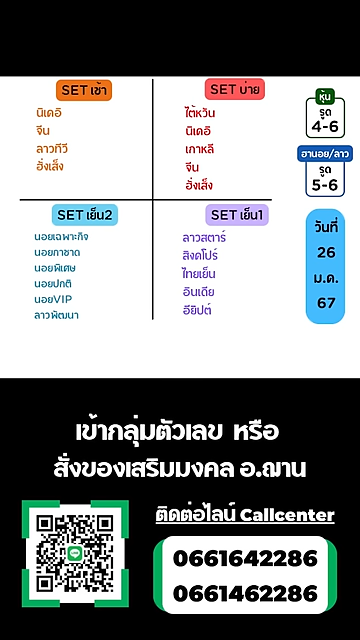 SET เช้า
นิเคอิ
จีน
ลาวทีวี
ฮั่งเส็ง
SET บ่าย
ไต้หวัน
นิเคอิ
เกาหลี
จีน
ฮั่งเส็ง
หุ้น
รูด
4-6
ฮานอย/ลาว
รูด
5-6
SET เย็น2
นอยเฉพาะกิจ
นอยกาชาด
นอยพิเศษ
นอยปกติ
นอยVIP
ลาวพัฒนา
SET เย็น1
ลาวสตาร์
สิงคโปร์
ไทยเย็น
อินเดีย
อียิปต์
วันที่
26
ม.ค.
67
เข้ากลุ่มตัวเลข หรือ
สั่งของเสริมมงคล อ.ฌาน
ติดต่อไลน์ Callcenter
0661642286
0661462286